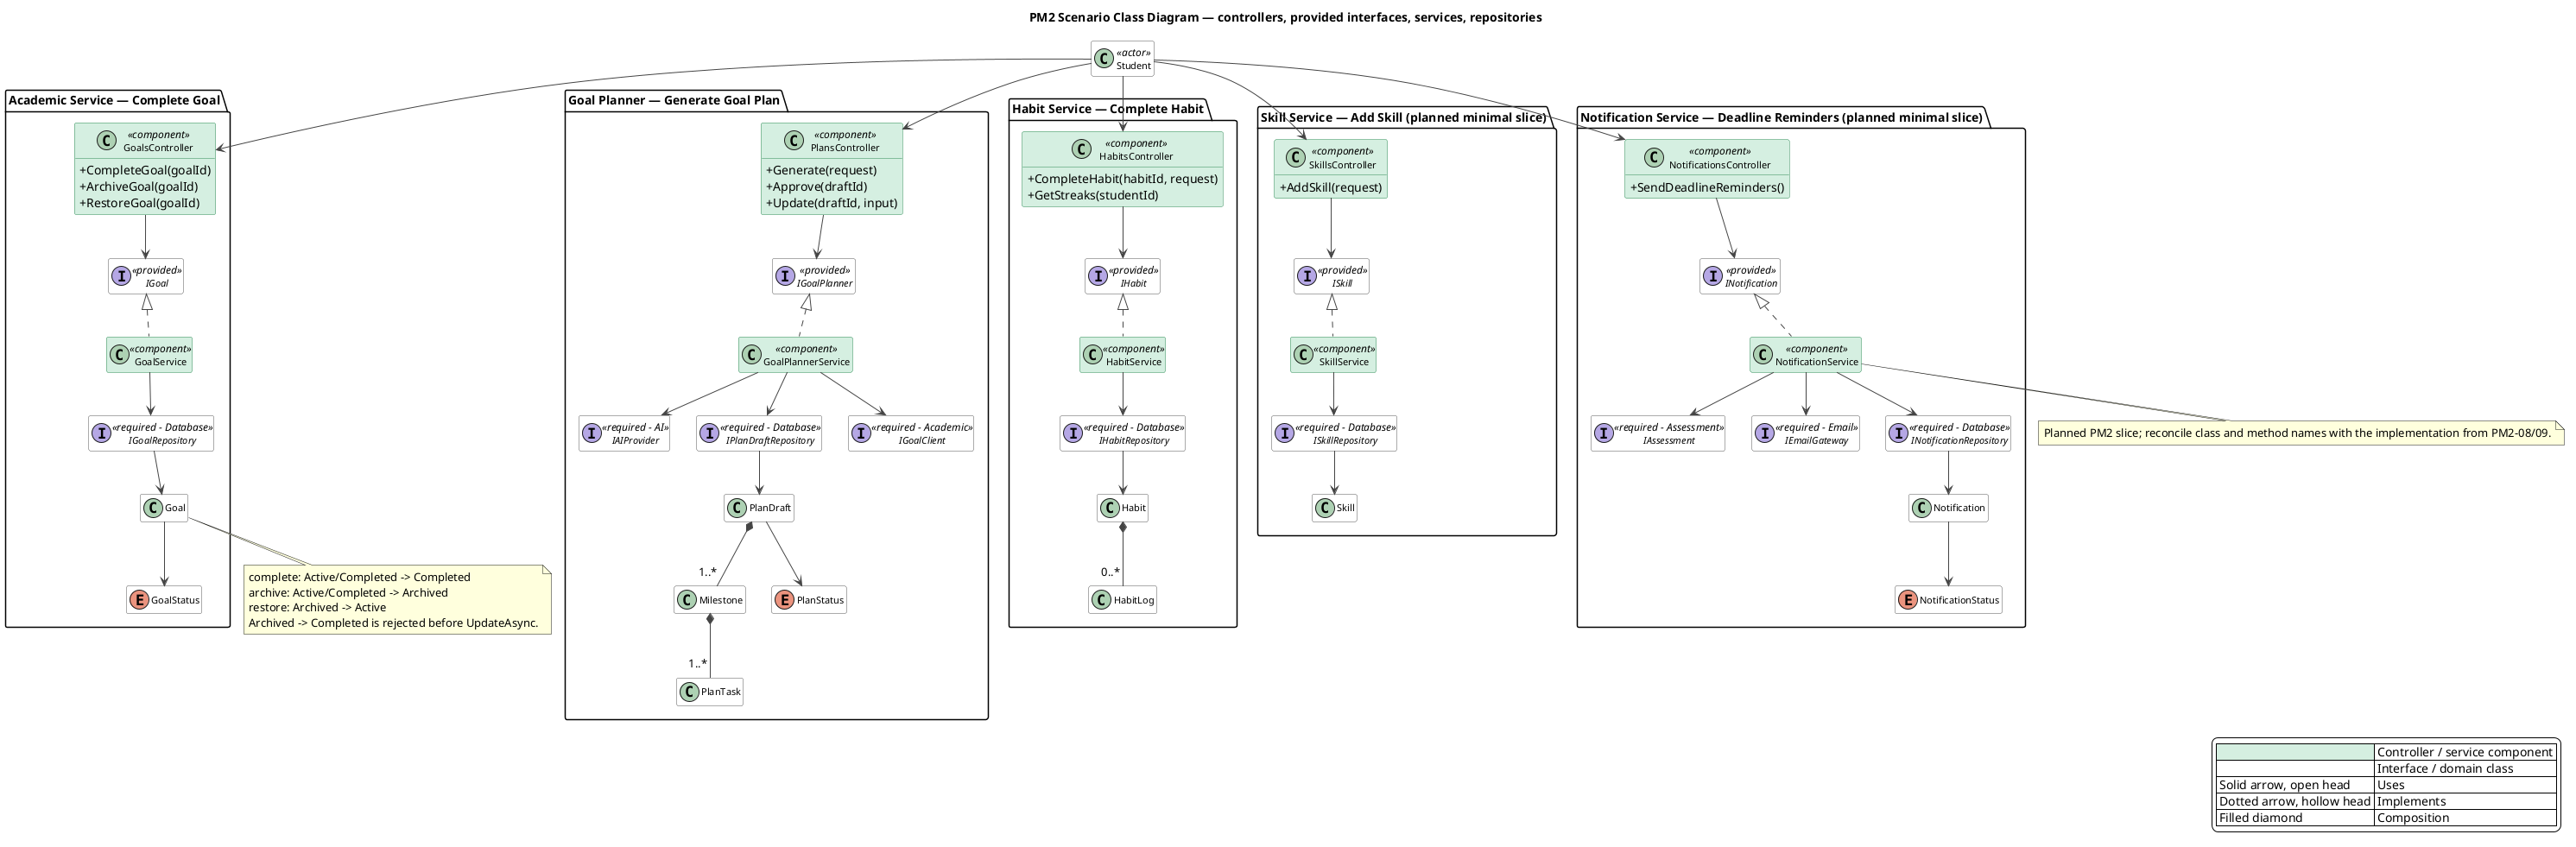 PM2 Scenario Class Diagram — controllers, provided interfaces, services, repositories
«actor»
Student
Academic Service — Complete Goal
C
«component»
GoalsController
+CompleteGoal(goalId)
+ArchiveGoal(goalId)
+RestoreGoal(goalId)
I
«provided»
IGoal
C
«component»
GoalService
I
«required - Database»
IGoalRepository
C
Goal
E
GoalStatus
complete: Active/Completed -> Completed
archive: Active/Completed -> Archived
restore: Archived -> Active
Archived -> Completed is rejected before UpdateAsync.
Goal Planner — Generate Goal Plan
C
«component»
PlansController
+Generate(request)
+Approve(draftId)
+Update(draftId, input)
I
«provided»
IGoalPlanner
C
«component»
GoalPlannerService
I
«required - AI»
IAIProvider
I
«required - Database»
IPlanDraftRepository
I
«required - Academic»
IGoalClient
C
PlanDraft
1..*
C
Milestone
E
PlanStatus
1..*
C
PlanTask
Habit Service — Complete Habit
C
«component»
HabitsController
+CompleteHabit(habitId, request)
+GetStreaks(studentId)
I
«provided»
IHabit
C
«component»
HabitService
I
«required - Database»
IHabitRepository
C
Habit
0..*
C
HabitLog
Skill Service — Add Skill (planned minimal slice)
C
«component»
SkillsController
+AddSkill(request)
I
«provided»
ISkill
C
«component»
SkillService
I
«required - Database»
ISkillRepository
C
Skill
Notification Service — Deadline Reminders (planned minimal slice)
C
«component»
NotificationsController
+SendDeadlineReminders()
I
«provided»
INotification
C
«component»
NotificationService
I
«required - Assessment»
IAssessment
I
«required - Email»
IEmailGateway
I
«required - Database»
INotificationRepository
C
Notification
E
NotificationStatus
Planned PM2 slice; reconcile class and method names with the implementation from PM2-08/09.
Controller / service component
Interface / domain class
Solid arrow, open head Uses
Dotted arrow, hollow head Implements
Filled diamond Composition